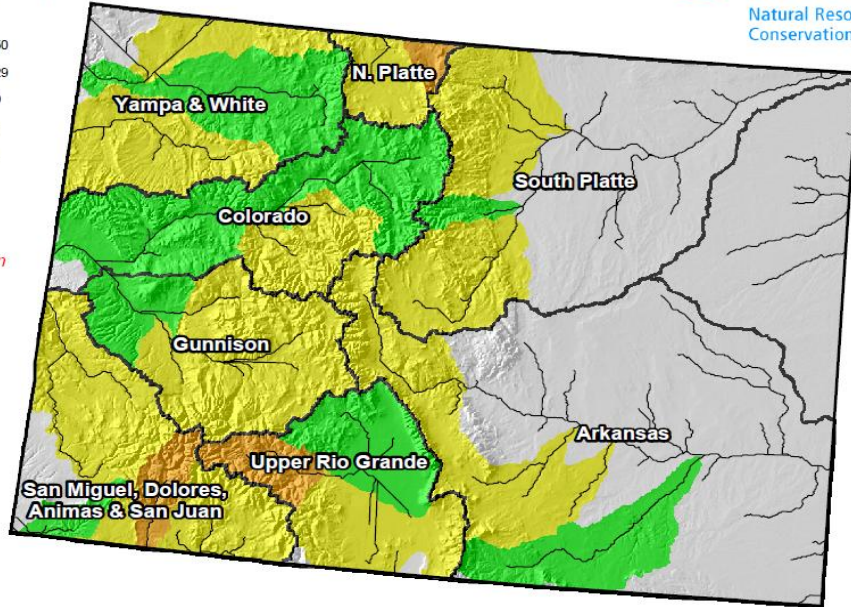 Natural Reso
Conservation
N. Platte
Yampa & White
South Platte
Colorado
Gunnison
Arkansas
Upper Rio Grande
San Miguel, Dolores,
Animas & San Juan